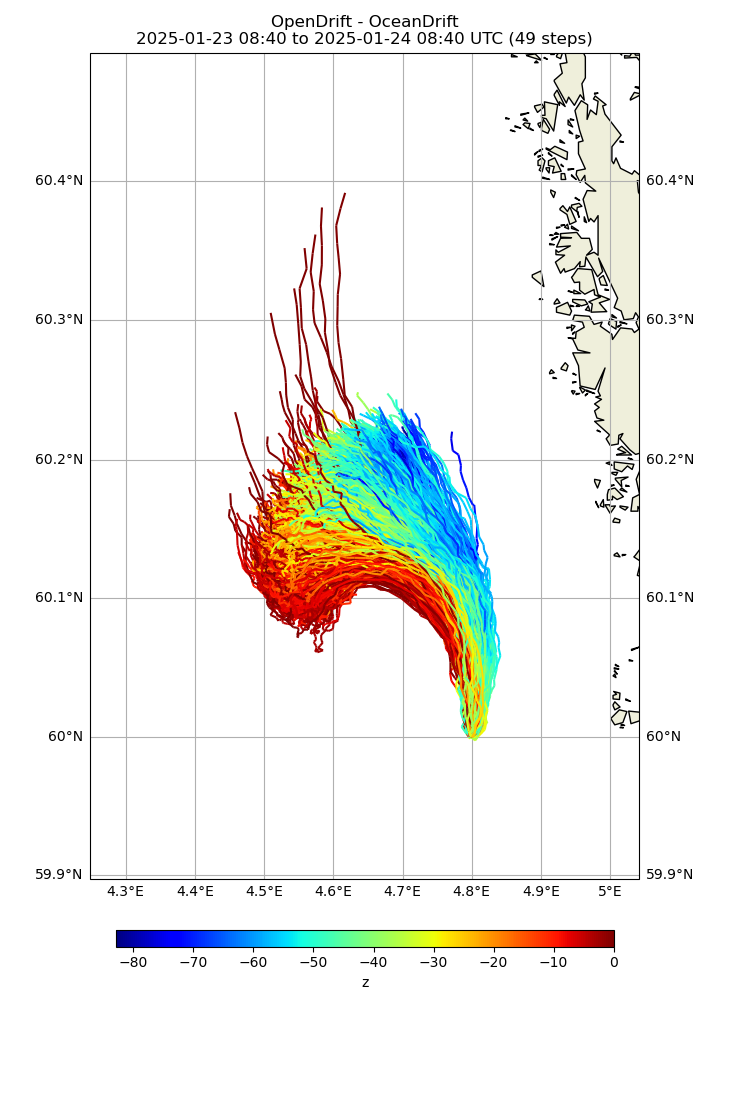 OpenDrift - OceanDrift
2025-01-23 08:40 to 2025-01-24 08:40 UTC (49 steps)
60.4°N 60.4°N
60.3°N 60.3°N
60.2°N 60.2°N
60.1°N 60.1°N
60°N 60°N
59.9°N 59.9°N
4.3°E 4.4°E 4.5°E 4.6°E 4.7°E 4.8°E 4.9°E 5°E
−80 −70 −60 −50 −40 −30 −20 −10 0
z